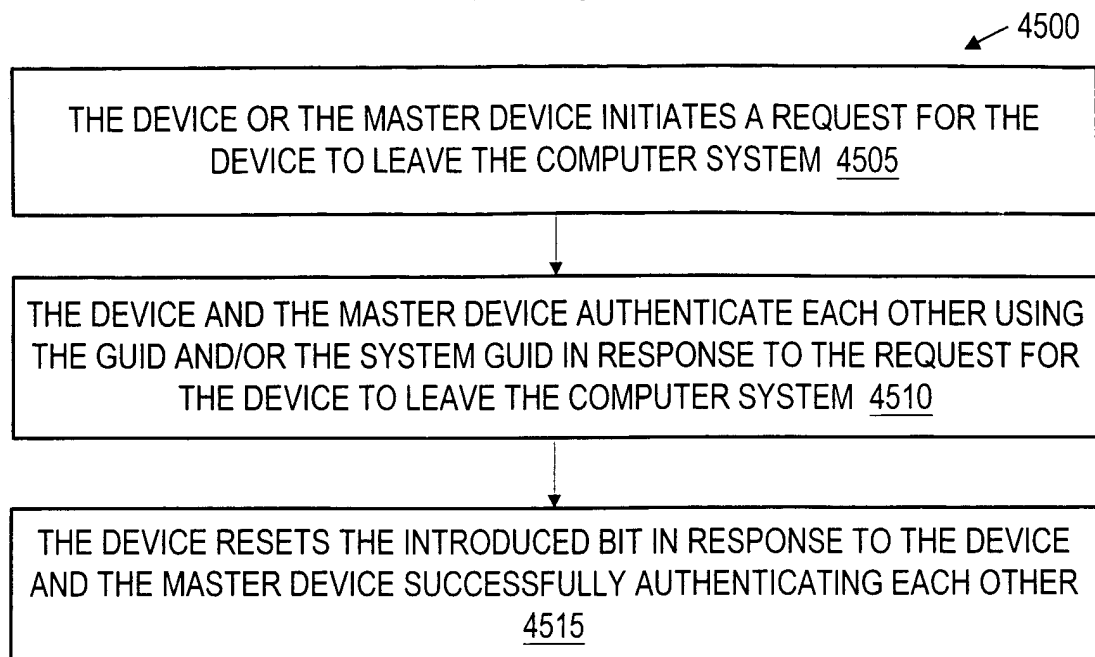 4500
THE DEVICE OR THE MASTER DEVICE INITIATES A REQUEST FOR THE
DEVICE TO LEAVE THE COMPUTER SYSTEM 4505
THE DEVICE AND THE MASTER DEVICE AUTHENTICATE EACH OTHER USING
THE GUID AND/OR THE SYSTEM GUID IN RESPONSE TO THE REQUEST FOR
THE DEVICE TO LEAVE THE COMPUTER SYSTEM 4510
THE DEVICE RESETS THE INTRODUCED BIT IN RESPONSE TO THE DEVICE
AND THE MASTER DEVICE SUCCESSFULLY AUTHENTICATING EACH OTHER
4515